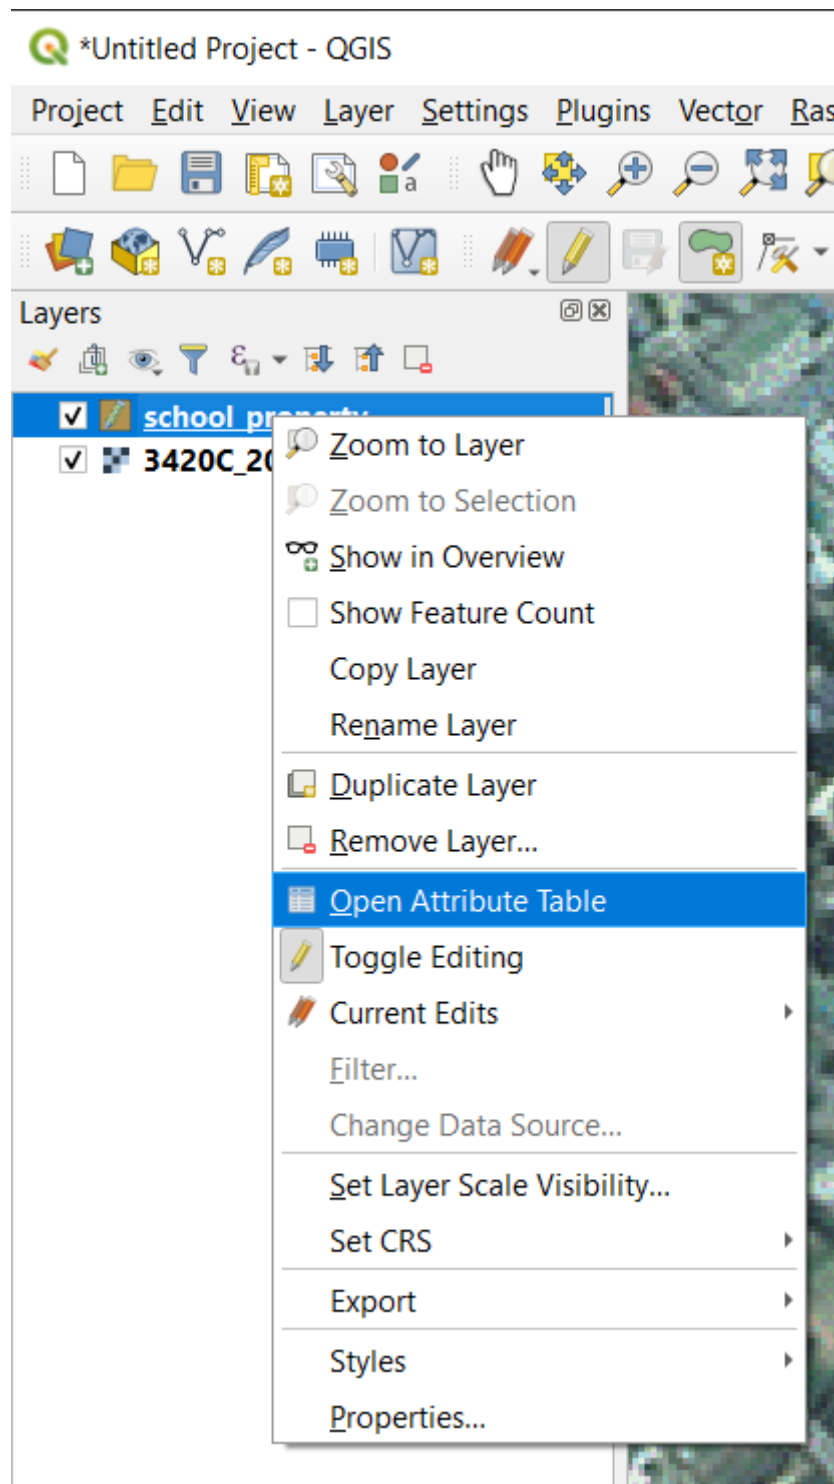 *Untitled Project - QGIS
Project Edit View Layer Settings Plugins Vector Ras
Layers
school_property
3420C_20
Zoom to Layer
Zoom to Selection
Show in Overview
Show Feature Count
Copy Layer
Rename Layer
Duplicate Layer
Remove Layer...
Open Attribute Table
Toggle Editing
Current Edits
Filter...
Change Data Source...
Set Layer Scale Visibility...
Set CRS
Export
Styles
Properties...